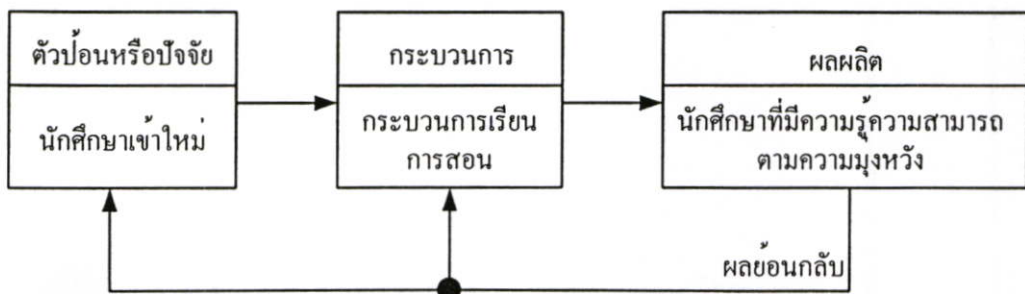 ตัวป้อนหรือปัจจัย
นักศึกษาเข้าใหม่
กระบวนการ
กระบวนการเรียน
การสอน
ผลผลิต
นักศึกษาที่มีความรู้ความสามารถ
ตามความมุงหวัง
ผลย้อนกลับ